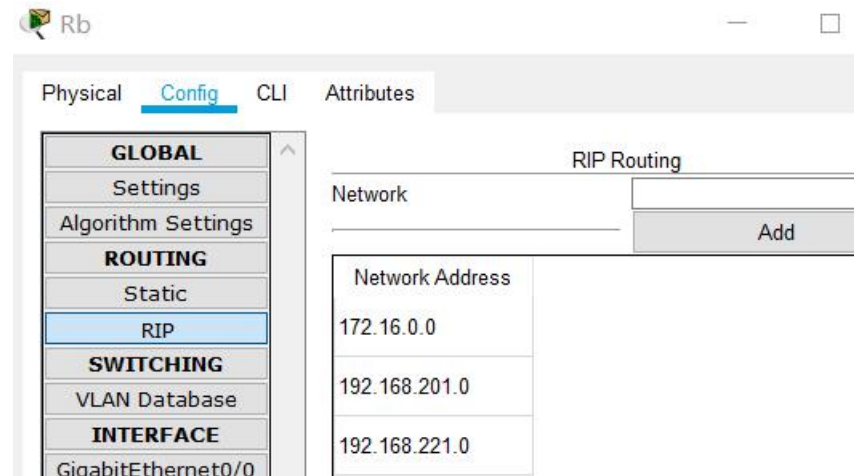 Rb
Physical Config CLI Attributes
GLOBAL
Settings
Algorithm Settings
ROUTING
Static
RIP
SWITCHING
VLAN Database
INTERFACE
GigabitEthernet0/0
RIP Routing
Network
Add
Network Address
172.16.0.0
192.168.201.0
192.168.221.0